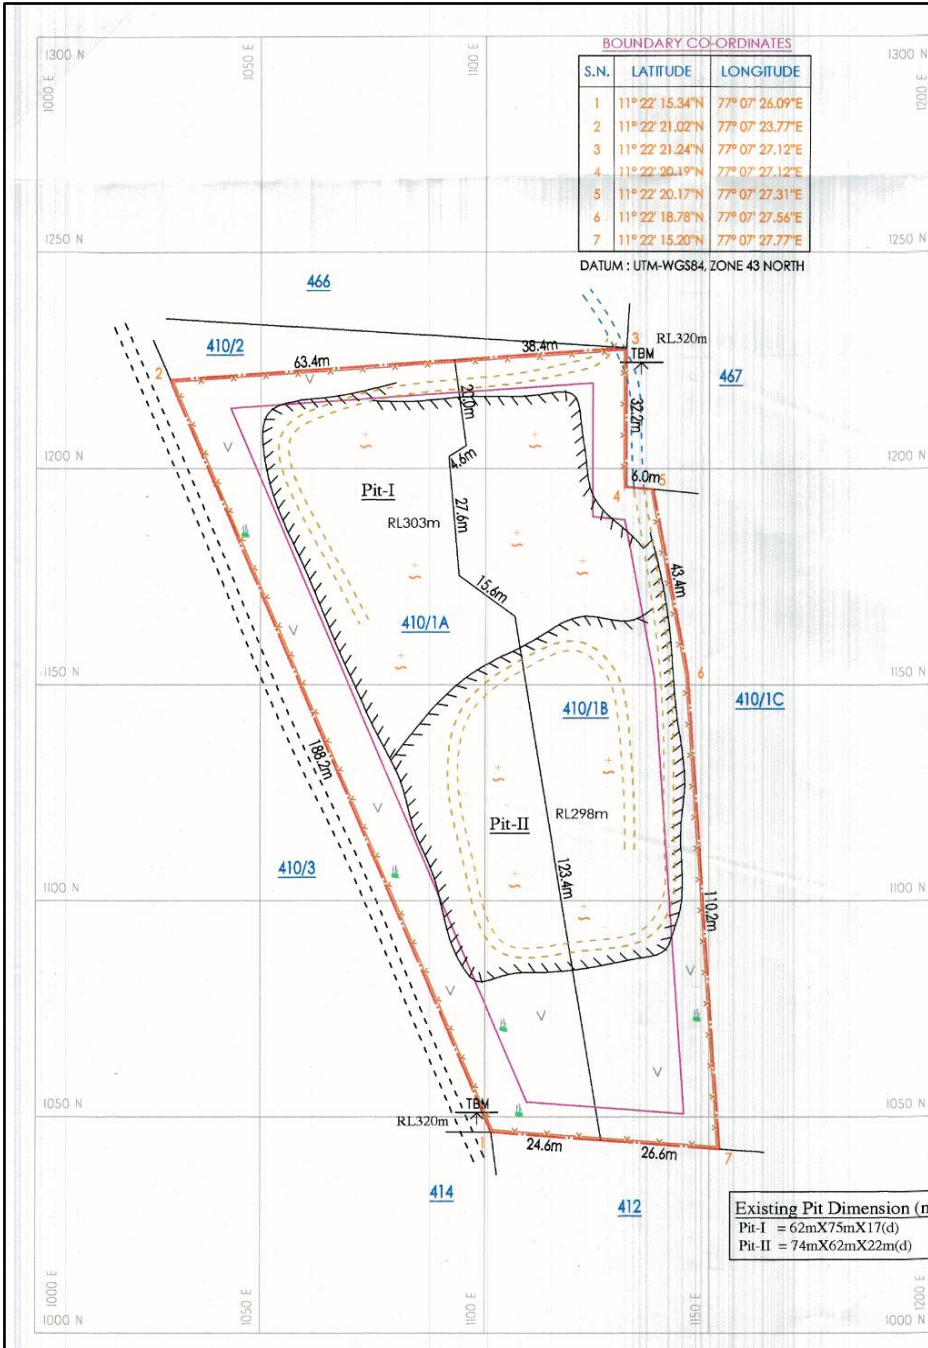 BOUNDARY CO-ORDINATES
S.N. LATITUDE LONGITUDE
1 11° 22' 15.34"N 77° 07' 26.09"E
2 11° 22' 21.02"N 77° 07' 23.77"E
3 11° 22' 21.24"N 77° 07' 27.12"E
4 11° 22' 20.19"N 77° 07' 27.12"E
5 11° 22' 20.17"N 77° 07' 27.31"E
6 11° 22' 18.78"N 77° 07' 27.56"E
7 11° 22' 15.20"N 77° 07' 27.77"E
DATUM : UTM-WGS84, ZONE 43 NORTH
1300 N
1000 E
1050 E
1100 E
1300 N
1200 E
1250 N
1250 N
466
410/2
63.4m
38.4m
3
RL320m
TBM
467
2
20.0m
32.2m
1200 N
4.6m
6.0m
5
1200 N
4
Pit-I
27.6m
RL303m
43.4m
15.6m
410/1A
1150 N
6
1150 N
410/1B
410/1C
188.2m
Pit-II
RL298m
410/3
123.4m
1100 N
110.2m
1100 N
1050 N
TBM
RL320m
1
1050 N
24.6m
26.6m
7
414
412
Existing Pit Dimension (m
Pit-I = 62mX75mX17(d)
Pit-II = 74mX62mX22m(d)
1000 E
1050 E
1100 E
1150 E
1200 E
1000 N
1000 N